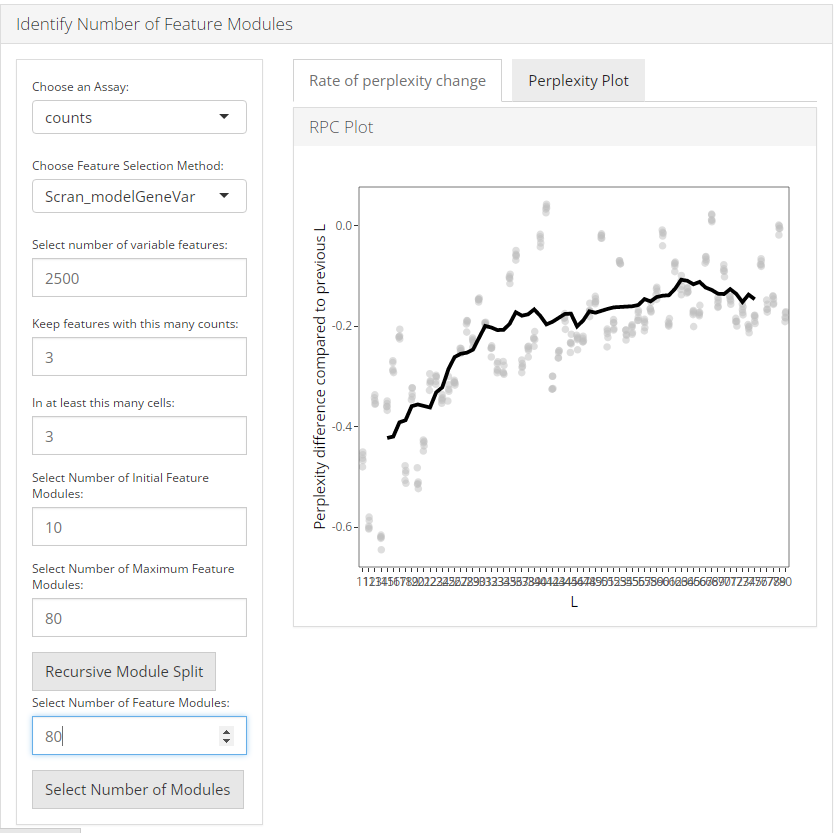 Identify Number of Feature Modules
Choose an Assay:
counts
Choose Feature Selection Method:
Scran_modelGeneVar
Select number of variable features:
2500
Keep features with this many counts:
3
In at least this many cells:
3
Select Number of Initial Feature
Modules:
10
Select Number of Maximum Feature
Modules:
80
Recursive Module Split
Select Number of Feature Modules:
80
Select Number of Modules
Rate of perplexity change
Perplexity Plot
RPC Plot
Perplexity difference compared to previous L
0.0
-0.2
-0.4
-0.6
L